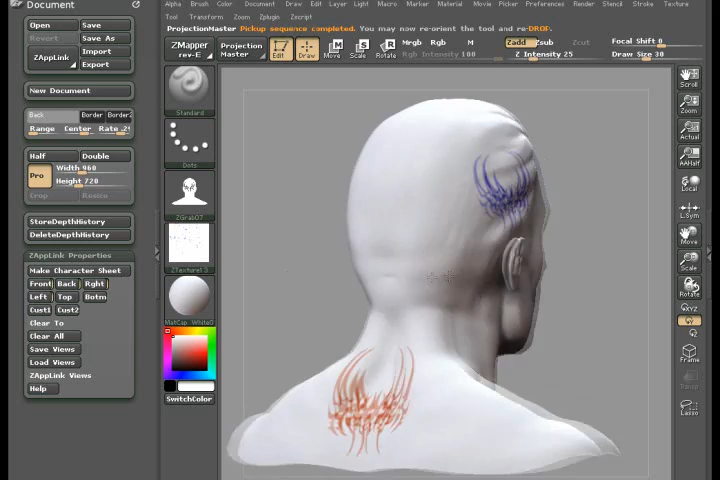 Document
Alpha Brush Color Document Draw Edit Layer Light Macro Marker Material Movie Picker Preferences Render Stencil Stroke Texture
Tool Transform Zoom Zplugin Zscript
ProjectionMaster Pickup sequence completed. You may now re-orient the tool and re-DROP.
Open Save
Revert Save As
ZAppLink Import
Export
New Document
Back Border Border2
Range Center Rate .25
Half Double
Pro Width 960
Height 720
Crop Resize
StoreDepthHistory
DeleteDepthHistory
ZAppLink Properties
Make Character Sheet
Front Back Rght
Left Top Botm
Cust1 Cust2
Clear To
Clear All
Save Views
Load Views
ZAppLink Views
Help
ZMapper
rev-E
Projection
Master
Edit
Draw
Move
Scale
Rotate
Mrgb Rgb M
Rgb Intensity 100
Zadd Zsub Zcut
Z Intensity 25
Focal Shift 0
Draw Size 30
Standard
Dots
ZGrab07
ZTexture13
MatCap White0
SwitchColor
Scroll
Zoom
Actual
AAHalf
Local
L.Sym
Move
Scale
Rotate
XYZ
Y
Z
Frame
Lasso